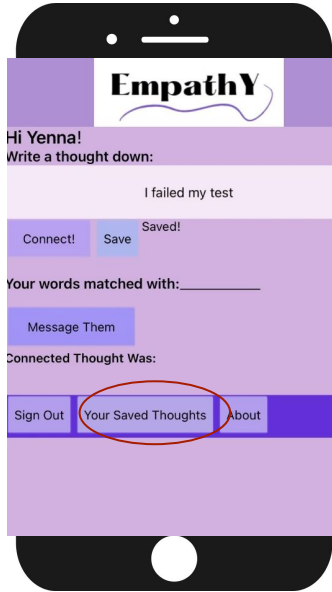 EmpathY
Hi Yenna!
Write a thought down:
I failed my test
Connect! Save Saved!
Your words matched with:___________
Message Them
Connected Thought Was:
Sign Out Your Saved Thoughts About